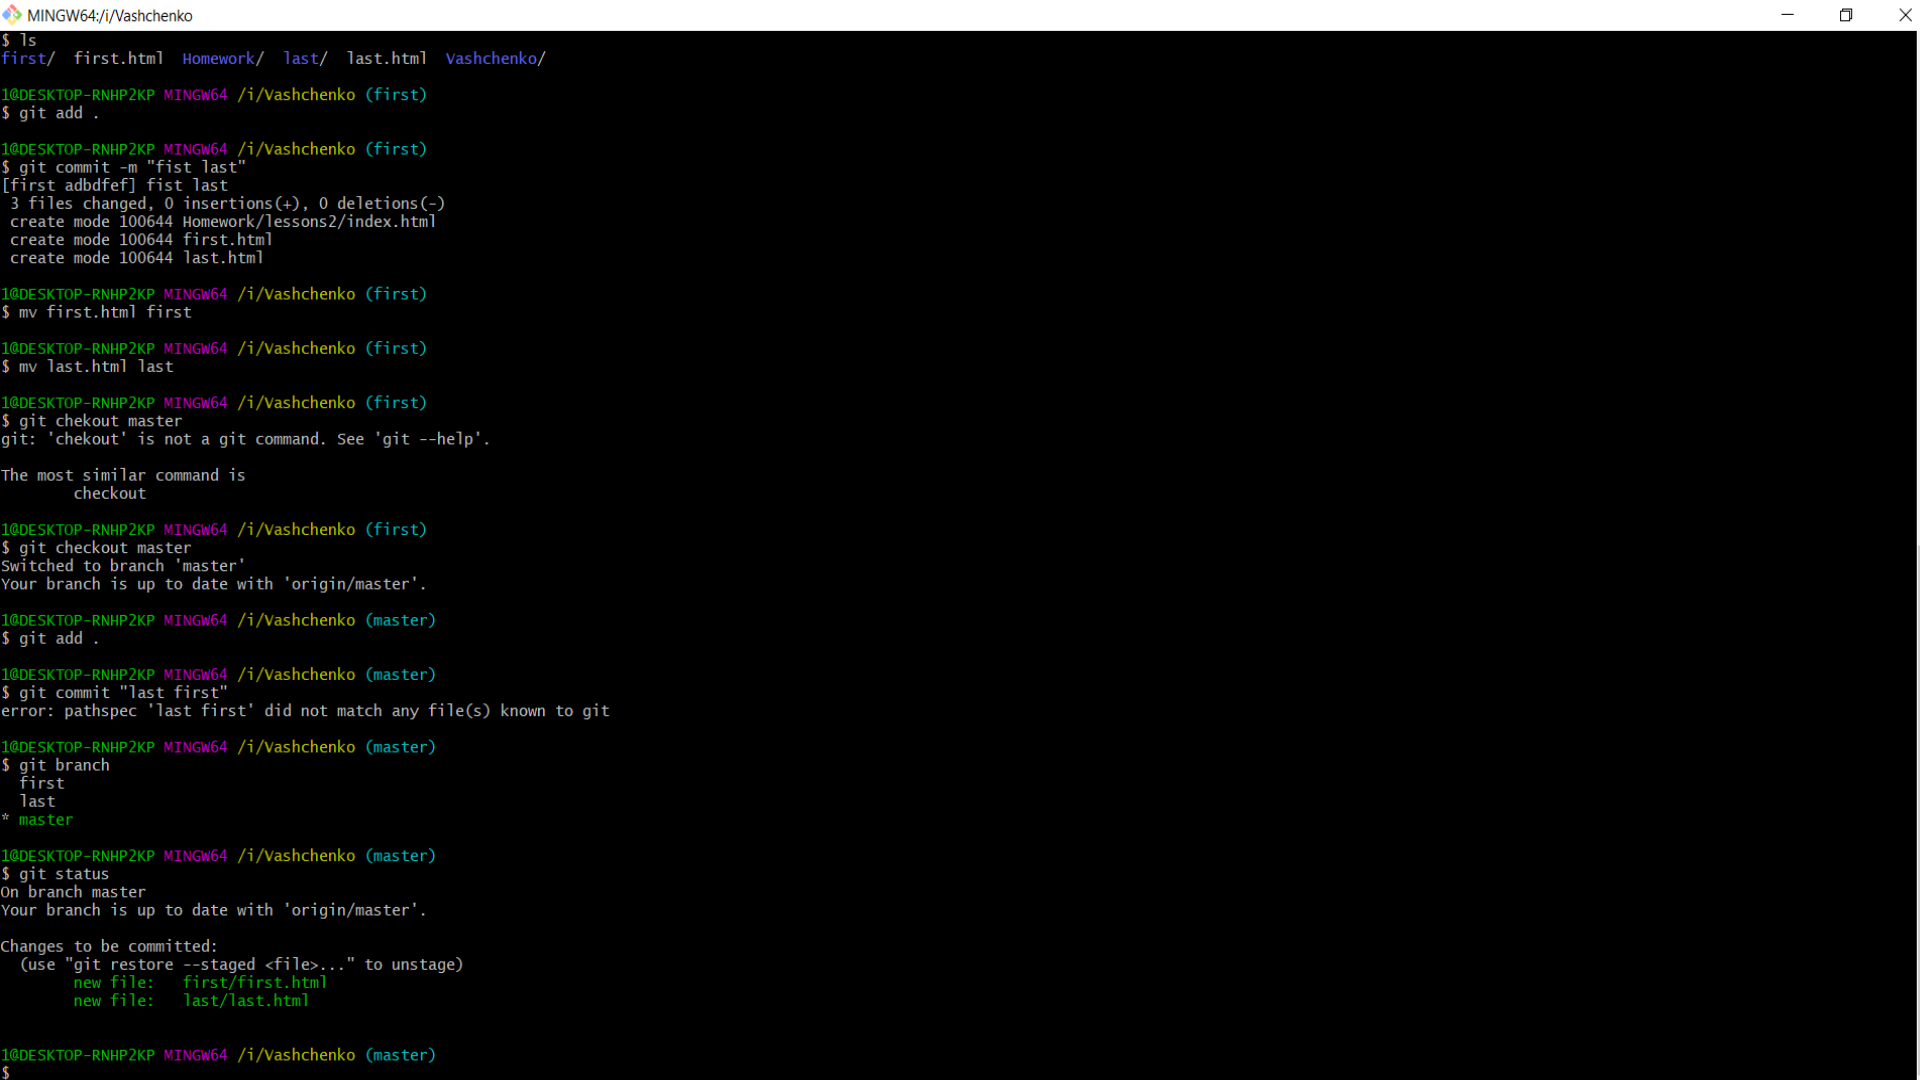 MINGW64:/i/Vashchenko
$ ls
first/  first.html  Homework/  last/  last.html  Vashchenko/
1@DESKTOP-RNHP2KP MINGW64 /i/Vashchenko (first)
$ git add .
1@DESKTOP-RNHP2KP MINGW64 /i/Vashchenko (first)
$ git commit -m "fist last"
[first adbdfef] fist last
 3 files changed, 0 insertions(+), 0 deletions(-)
 create mode 100644 Homework/lessons2/index.html
 create mode 100644 first.html
 create mode 100644 last.html
1@DESKTOP-RNHP2KP MINGW64 /i/Vashchenko (first)
$ mv first.html first
1@DESKTOP-RNHP2KP MINGW64 /i/Vashchenko (first)
$ mv last.html last
1@DESKTOP-RNHP2KP MINGW64 /i/Vashchenko (first)
$ git chekout master
git: 'chekout' is not a git command. See 'git --help'.
The most similar command is
        checkout
1@DESKTOP-RNHP2KP MINGW64 /i/Vashchenko (first)
$ git checkout master
Switched to branch 'master'
Your branch is up to date with 'origin/master'.
1@DESKTOP-RNHP2KP MINGW64 /i/Vashchenko (master)
$ git add .
1@DESKTOP-RNHP2KP MINGW64 /i/Vashchenko (master)
$ git commit "last first"
error: pathspec 'last first' did not match any file(s) known to git
1@DESKTOP-RNHP2KP MINGW64 /i/Vashchenko (master)
$ git branch
  first
  last
* master
1@DESKTOP-RNHP2KP MINGW64 /i/Vashchenko (master)
$ git status
On branch master
Your branch is up to date with 'origin/master'.
Changes to be committed:
  (use "git restore --staged <file>..." to unstage)
        new file:   first/first.html
        new file:   last/last.html
1@DESKTOP-RNHP2KP MINGW64 /i/Vashchenko (master)
$